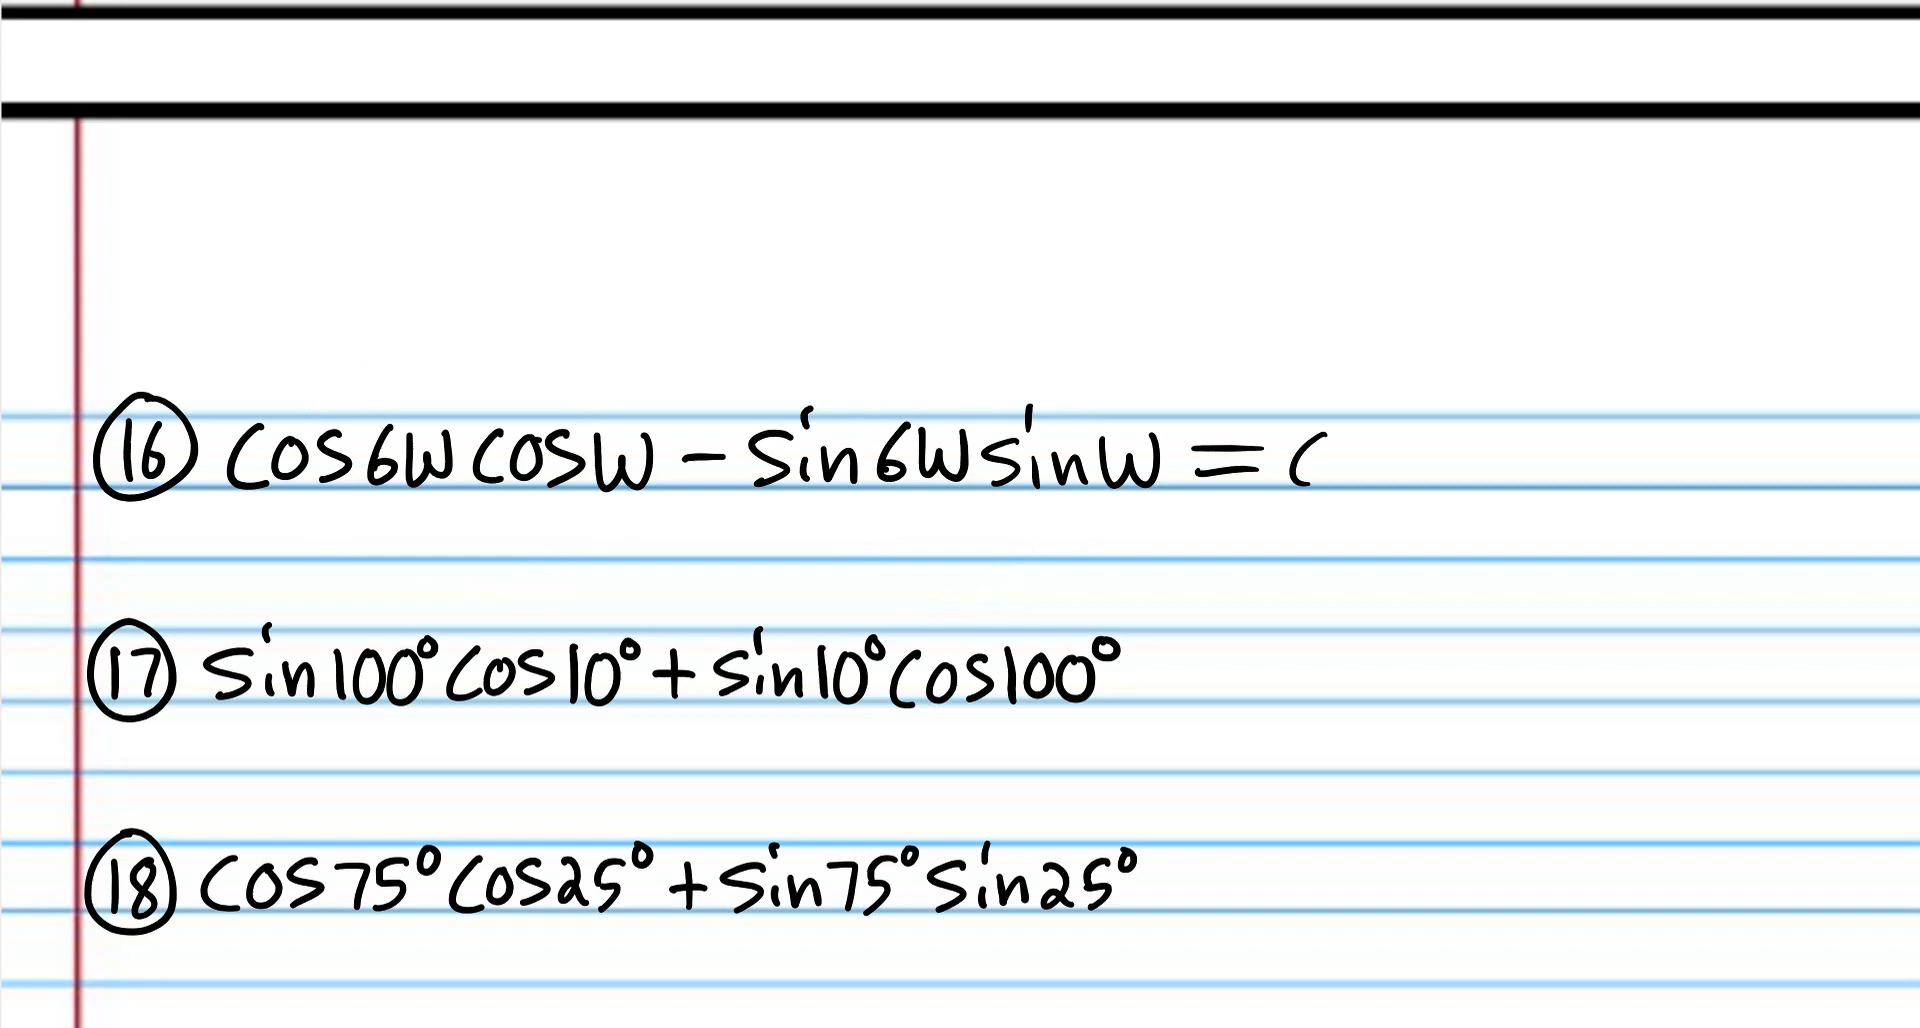 ⑯ cos6w cosw - sin6w sinw = c
⑰ sin100° cos10° + sin10° cos100°
⑱ cos75° cos25° + sin75° sin25°